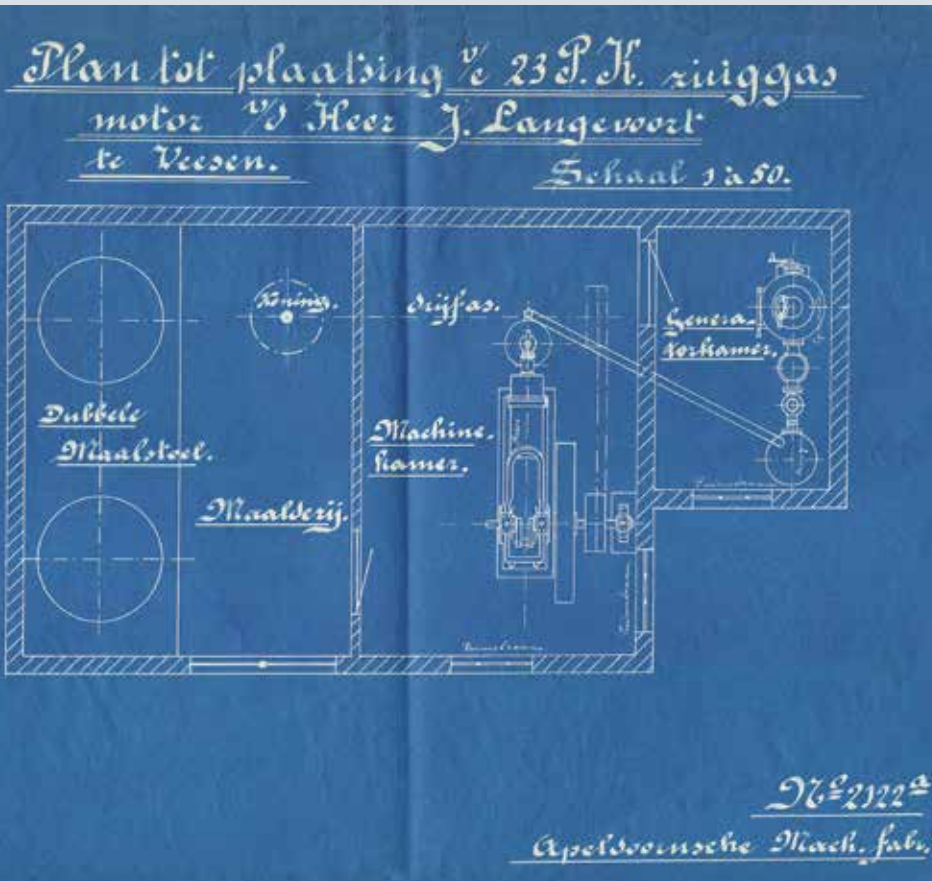 Plan tot plaatsing v/e 23 P.K. zuiggas
motor v/d Heer J. Langevoort
te Veesen.
Schaal 1 à 50.
Koning.
drijfas.
Genera-
torkamer.
Dubbele
Maalstoel.
Machine-
kamer.
Maalderij.
No 2122a
Apeldoornsche Mach. fabr.